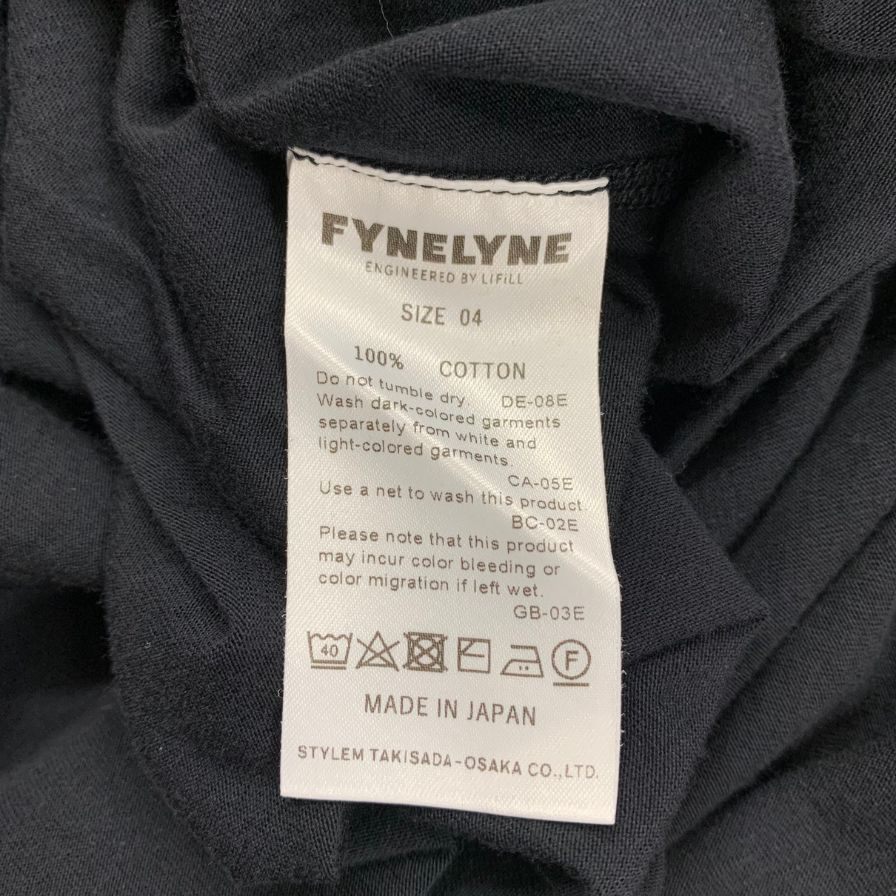 FYNELYNE
ENGINEERED BY LIFiLL
SIZE 04
100% COTTON
Do not tumble dry. DE-08E
Wash dark-colored garments
separately from white and
light-colored garments.
CA-05E
Use a net to wash this product.
BC-02E
Please note that this product
may incur color bleeding or
color migration if left wet.
GB-03E
40 F
MADE IN JAPAN
STYLEM TAKISADA-OSAKA CO.,LTD.